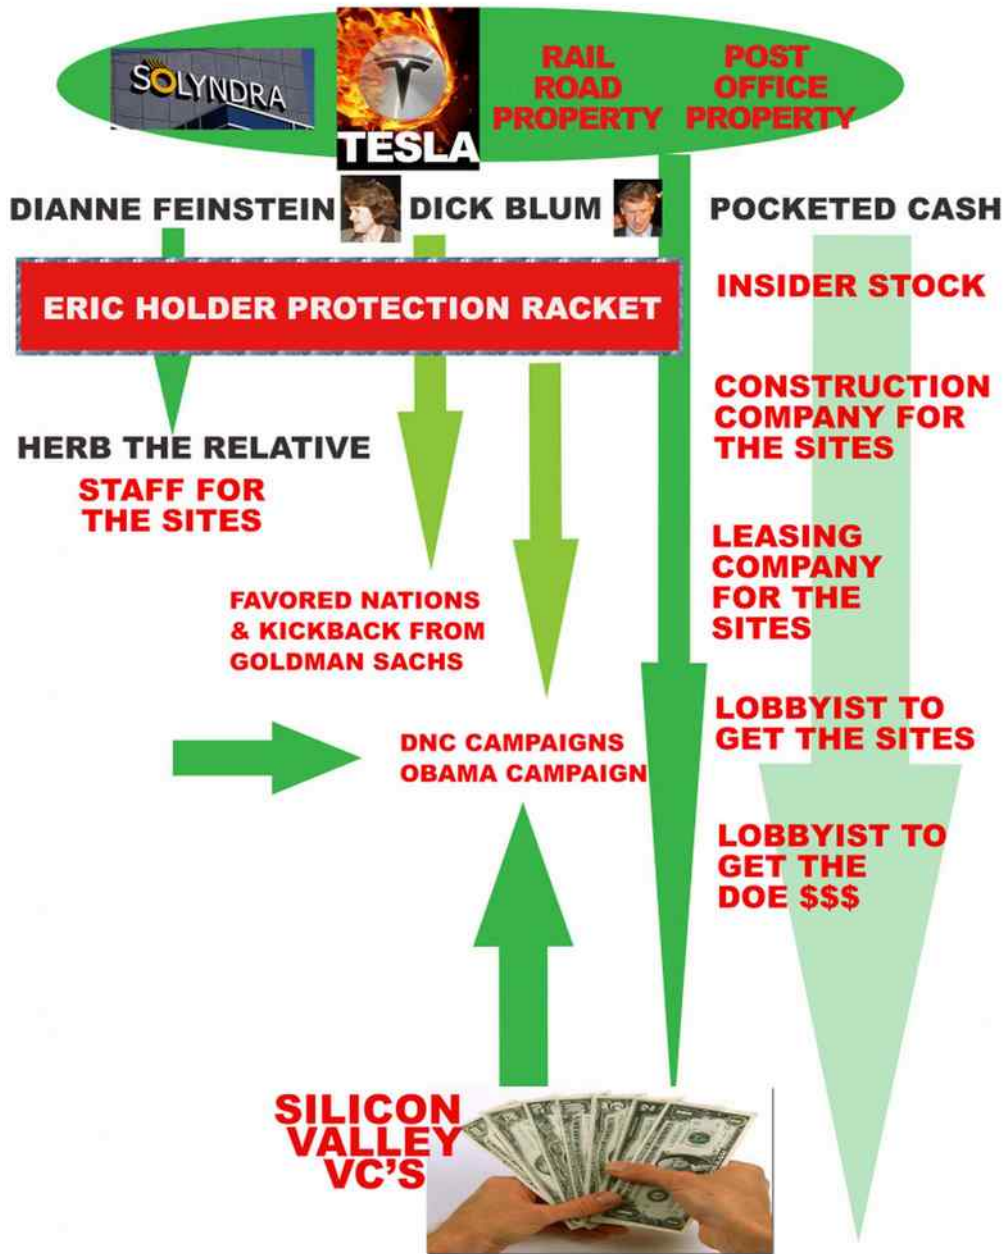 SOLYNDRA
TESLA
RAIL
ROAD
PROPERTY
POST
OFFICE
PROPERTY
DIANNE FEINSTEIN
DICK BLUM
POCKETED CASH
ERIC HOLDER PROTECTION RACKET
INSIDER STOCK
CONSTRUCTION
COMPANY FOR
THE SITES
HERB THE RELATIVE
STAFF FOR
THE SITES
LEASING
COMPANY
FOR THE
SITES
FAVORED NATIONS
& KICKBACK FROM
GOLDMAN SACHS
LOBBYIST TO
GET THE SITES
DNC CAMPAIGNS
OBAMA CAMPAIGN
LOBBYIST TO
GET THE
DOE $$$
SILICON
VALLEY
VC'S